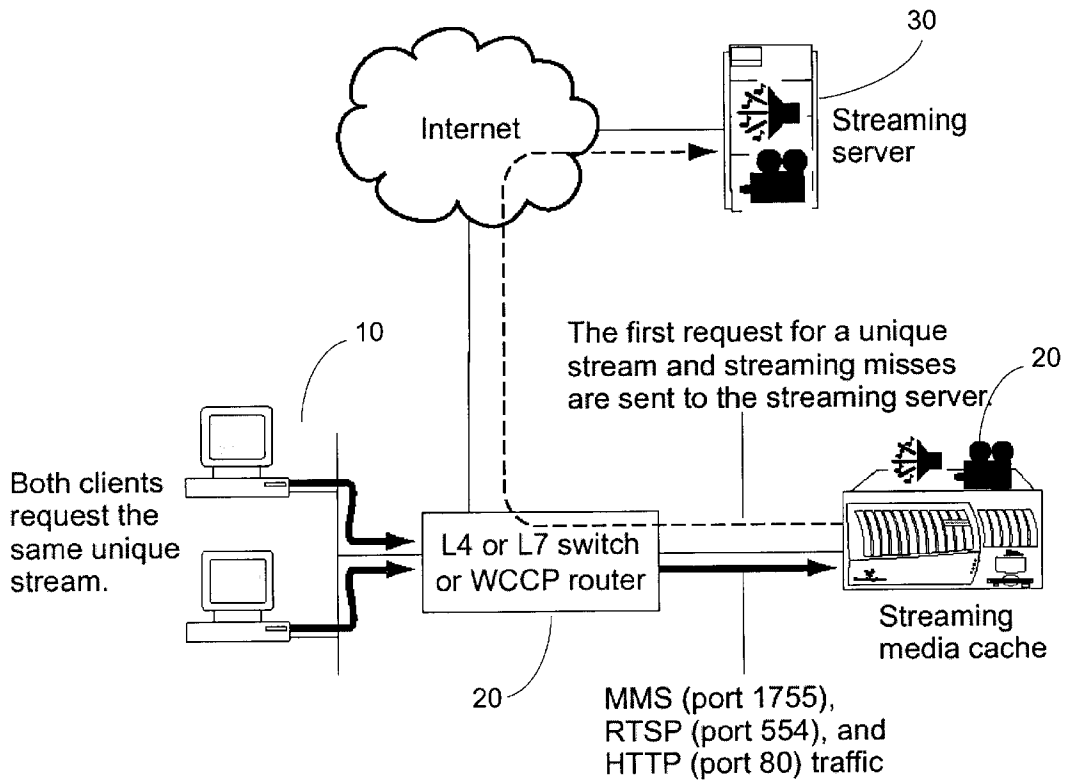 30
Internet
Streaming
server
10
The first request for a unique
stream and streaming misses
are sent to the streaming server.
20
Both clients
request the
same unique
stream.
L4 or L7 switch
or WCCP router
Streaming
media cache
20
MMS (port 1755),
RTSP (port 554), and
HTTP (port 80) traffic